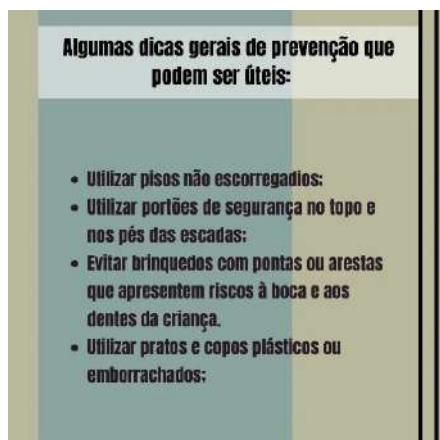 Algumas dicas gerais de prevenção que
podem ser úteis:
• Utilizar pisos não escorregadios;
• Utilizar portões de segurança no topo e
nos pés das escadas;
• Evitar brinquedos com pontas ou arestas
que apresentem riscos à boca e aos
dentes da criança.
• Utilizar pratos e copos plásticos ou
emborrachados;